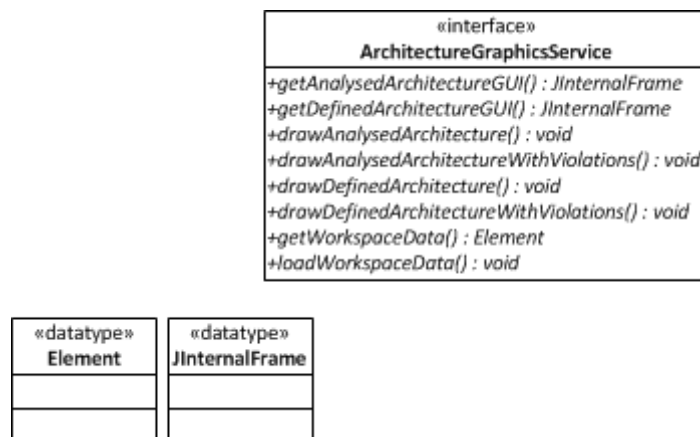 «interface»
ArchitectureGraphicsService
+getAnalysedArchitectureGUI() : JInternalFrame
+getDefinedArchitectureGUI() : JInternalFrame
+drawAnalysedArchitecture() : void
+drawAnalysedArchitectureWithViolations() : void
+drawDefinedArchitecture() : void
+drawDefinedArchitectureWithViolations() : void
+getWorkspaceData() : Element
+loadWorkspaceData() : void
«datatype»
Element
«datatype»
JInternalFrame